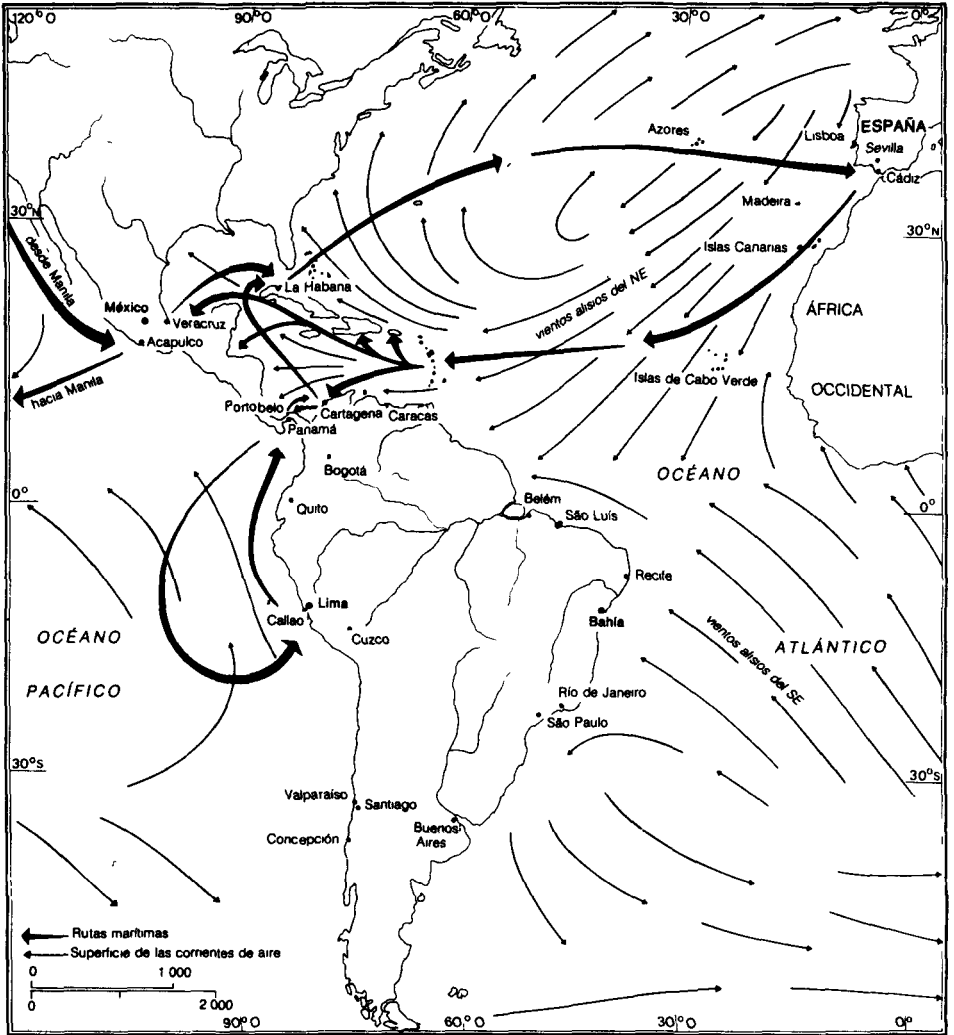 120°O 90°O 60°O 30°O 0°O
Azores
Lisboa
ESPAÑA
Sevilla
Cádiz
Madeira
30°N
30°N
Islas Canarias
desde Manila
La Habana
vientos alisios del NE
México
Veracruz
Acapulco
ÁFRICA
hacia Manila
Islas de Cabo Verde
OCCIDENTAL
Portobelo
Cartagena
Caracas
Panamá
Bogotá
OCÉANO
0°
Quito
Belém
São Luís
0°
Recife
Lima
Callao
Cuzco
Bahía
OCÉANO
PACÍFICO
ATLÁNTICO
vientos alisios del SE
Río de Janeiro
São Paulo
30°S
30°S
Valparaíso
Santiago
Concepción
Buenos
Aires
Rutas marítimas
Superficie de las corrientes de aire
0 1 000
0 2 000
90°O 60°O 30°O 0°